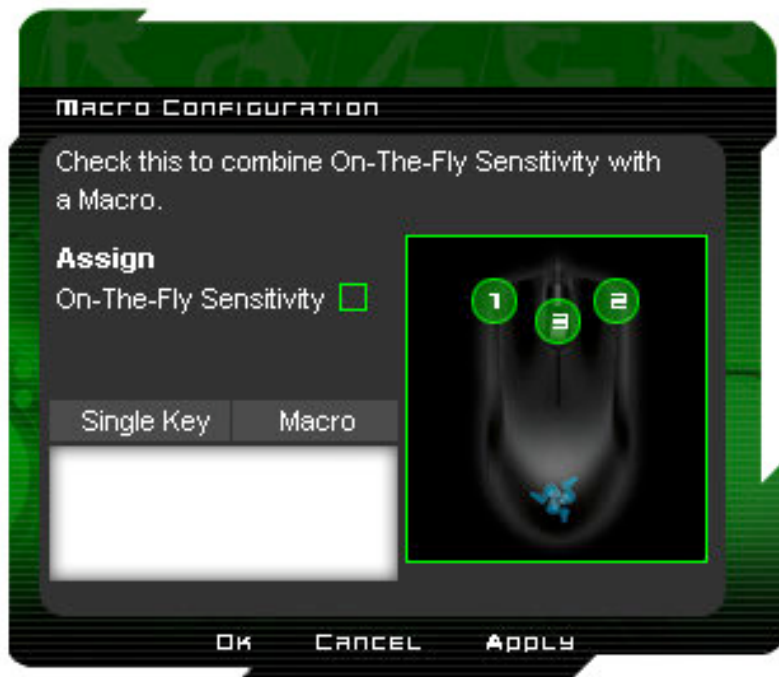 RAZER
Macro Configuration
Check this to combine On-The-Fly Sensitivity with
a Macro.
Assign
On-The-Fly Sensitivity
1 2
3
Single Key Macro
Ok Cancel Apply